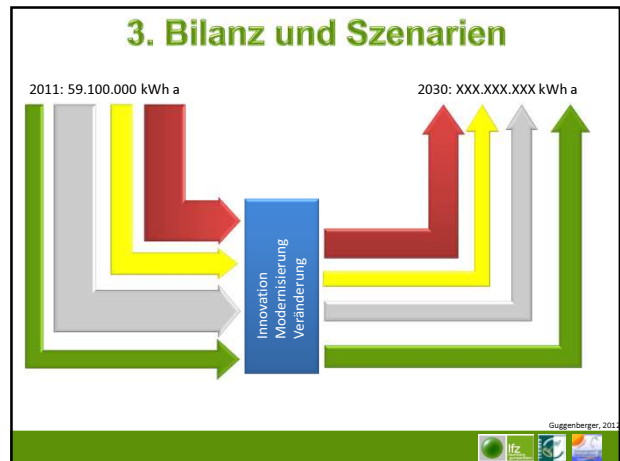 3. Bilanz und Szenarien
2011: 59.100.000 kWh a
2030: XXX.XXX.XXX kWh a
Innovation
Modernisierung
Veränderung
Guggenberger, 2012
lfz